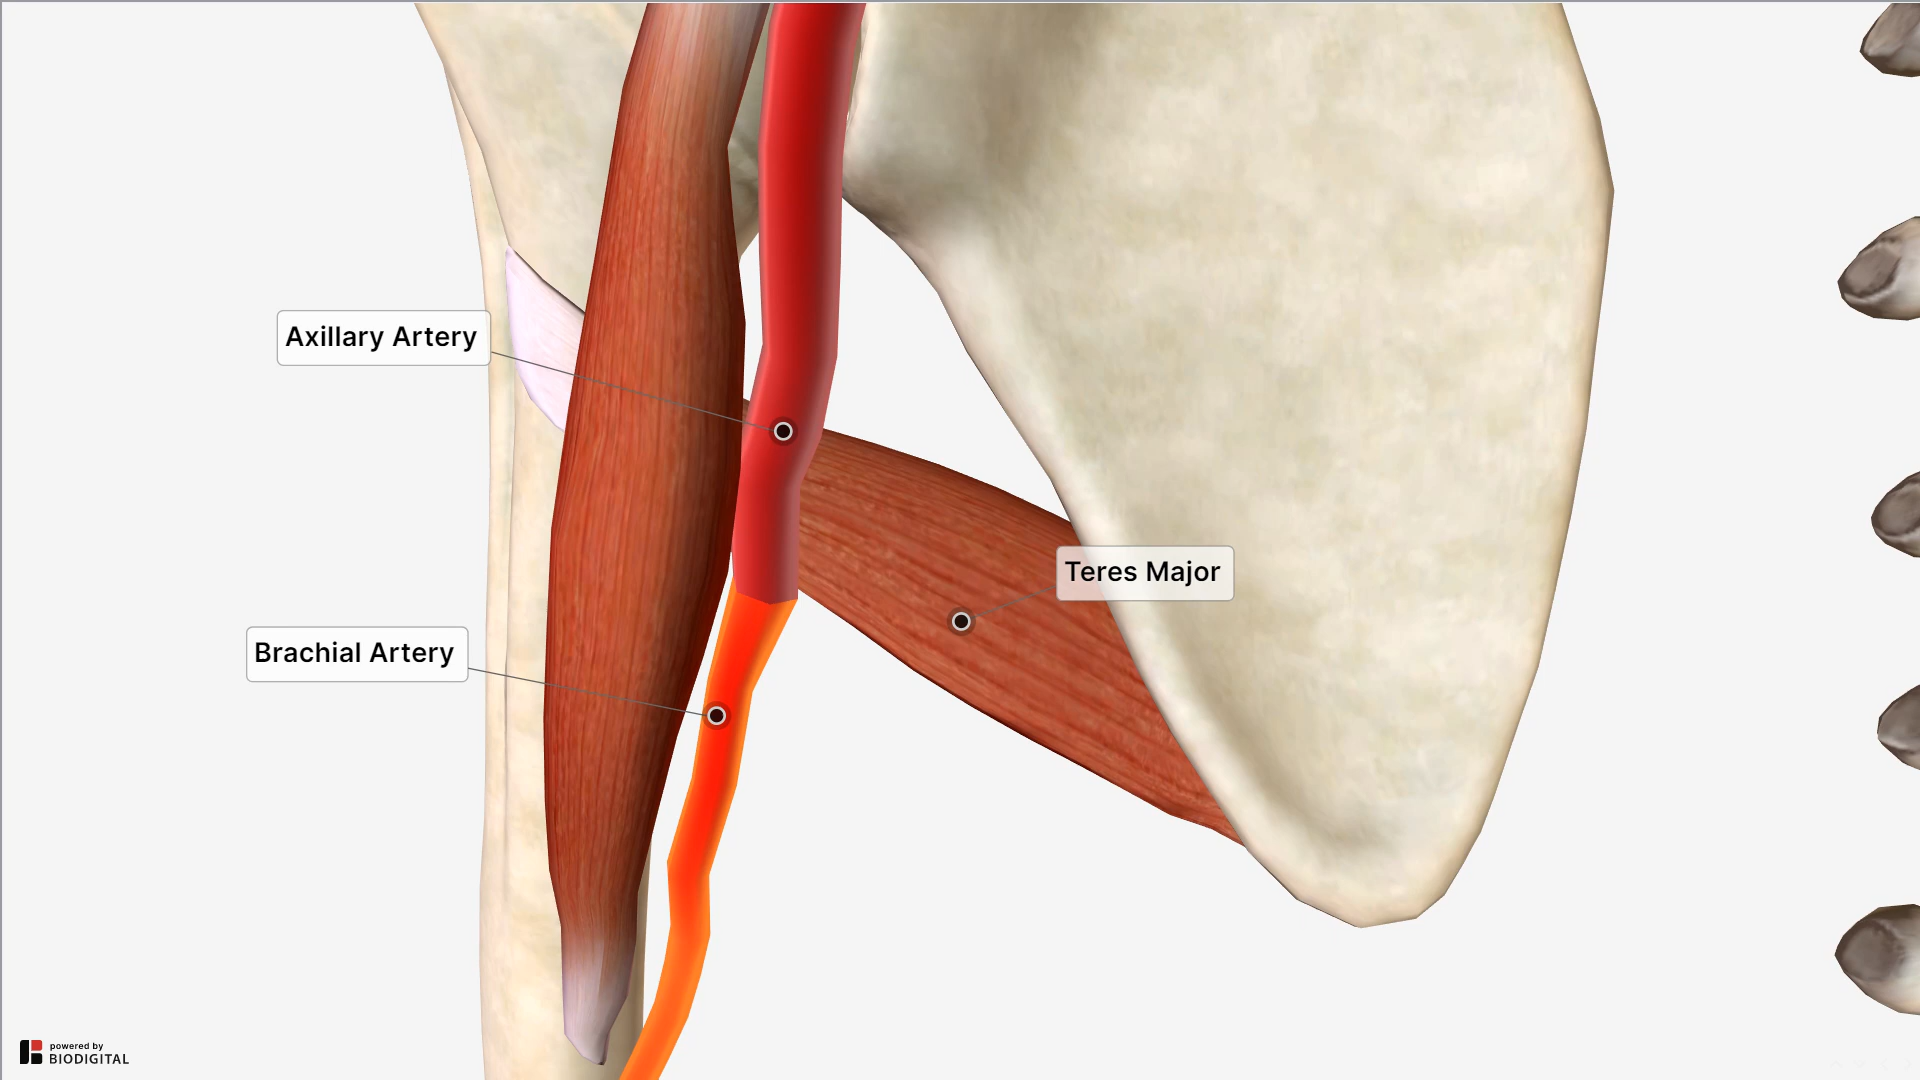 Axillary Artery
Teres Major
Brachial Artery
powered by
BIODIGITAL